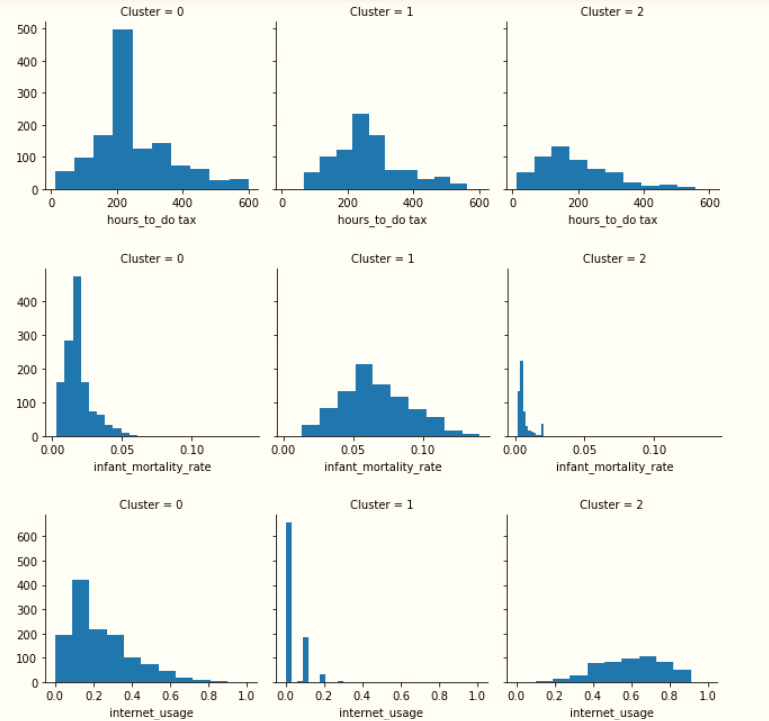 Cluster = 0 Cluster = 1 Cluster = 2
500
400
300
200
100
0
0 200 400 600 0 200 400 600 0 200 400 600
hours_to_do tax hours_to_do tax hours_to_do tax
Cluster = 0 Cluster = 1 Cluster = 2
400
300
200
100
0
0.00 0.05 0.10 0.00 0.05 0.10 0.00 0.05 0.10
infant_mortality_rate infant_mortality_rate infant_mortality_rate
Cluster = 0 Cluster = 1 Cluster = 2
600
500
400
300
200
100
0
0.0 0.2 0.4 0.6 0.8 1.0 0.0 0.2 0.4 0.6 0.8 1.0 0.0 0.2 0.4 0.6 0.8 1.0
internet_usage internet_usage internet_usage